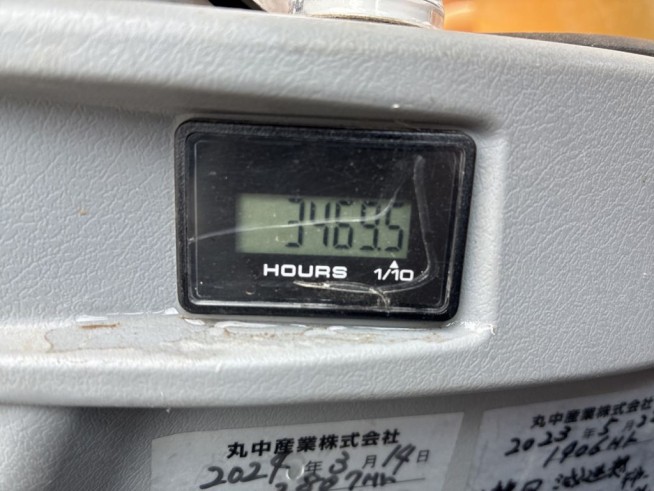 3469.5
HOURS 1/10
丸中産業株式会社
2024年3月14日
丸中産業株式会社
2023年5月2
1906Hr